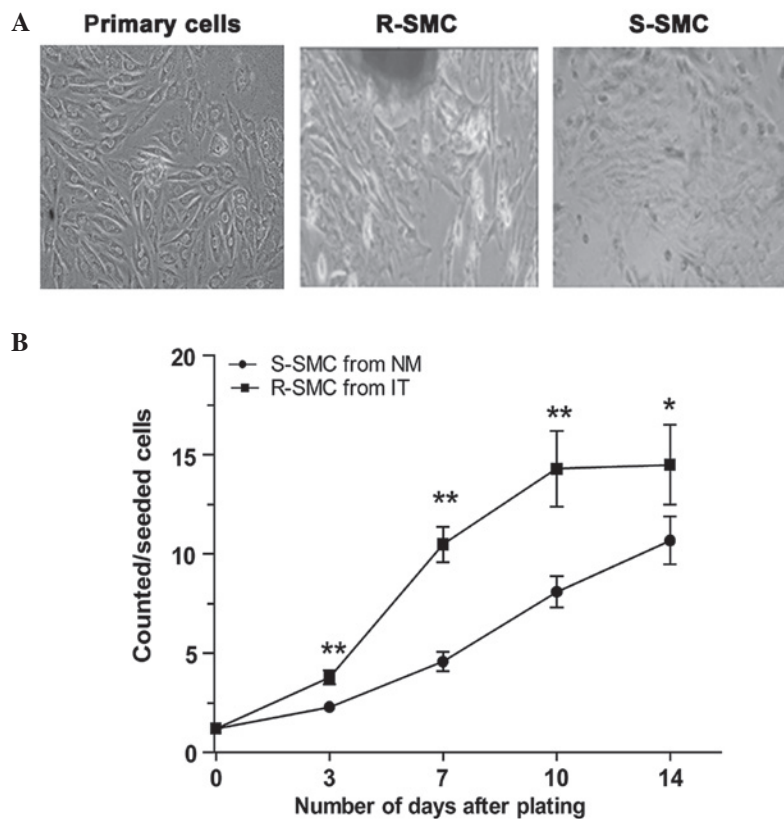 A
Primary cells
R-SMC
S-SMC
B
S-SMC from NM
R-SMC from IT
20
15
10
5
0
Counted/seeded cells
**
**
**
*
0 3 7 10 14
Number of days after plating